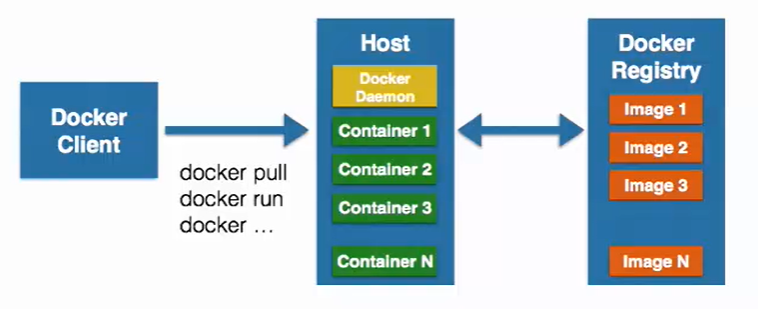 Docker
Client
docker pull
docker run
docker ...
Host
Docker
Daemon
Container 1
Container 2
Container 3
Container N
Docker
Registry
Image 1
Image 2
Image 3
Image N